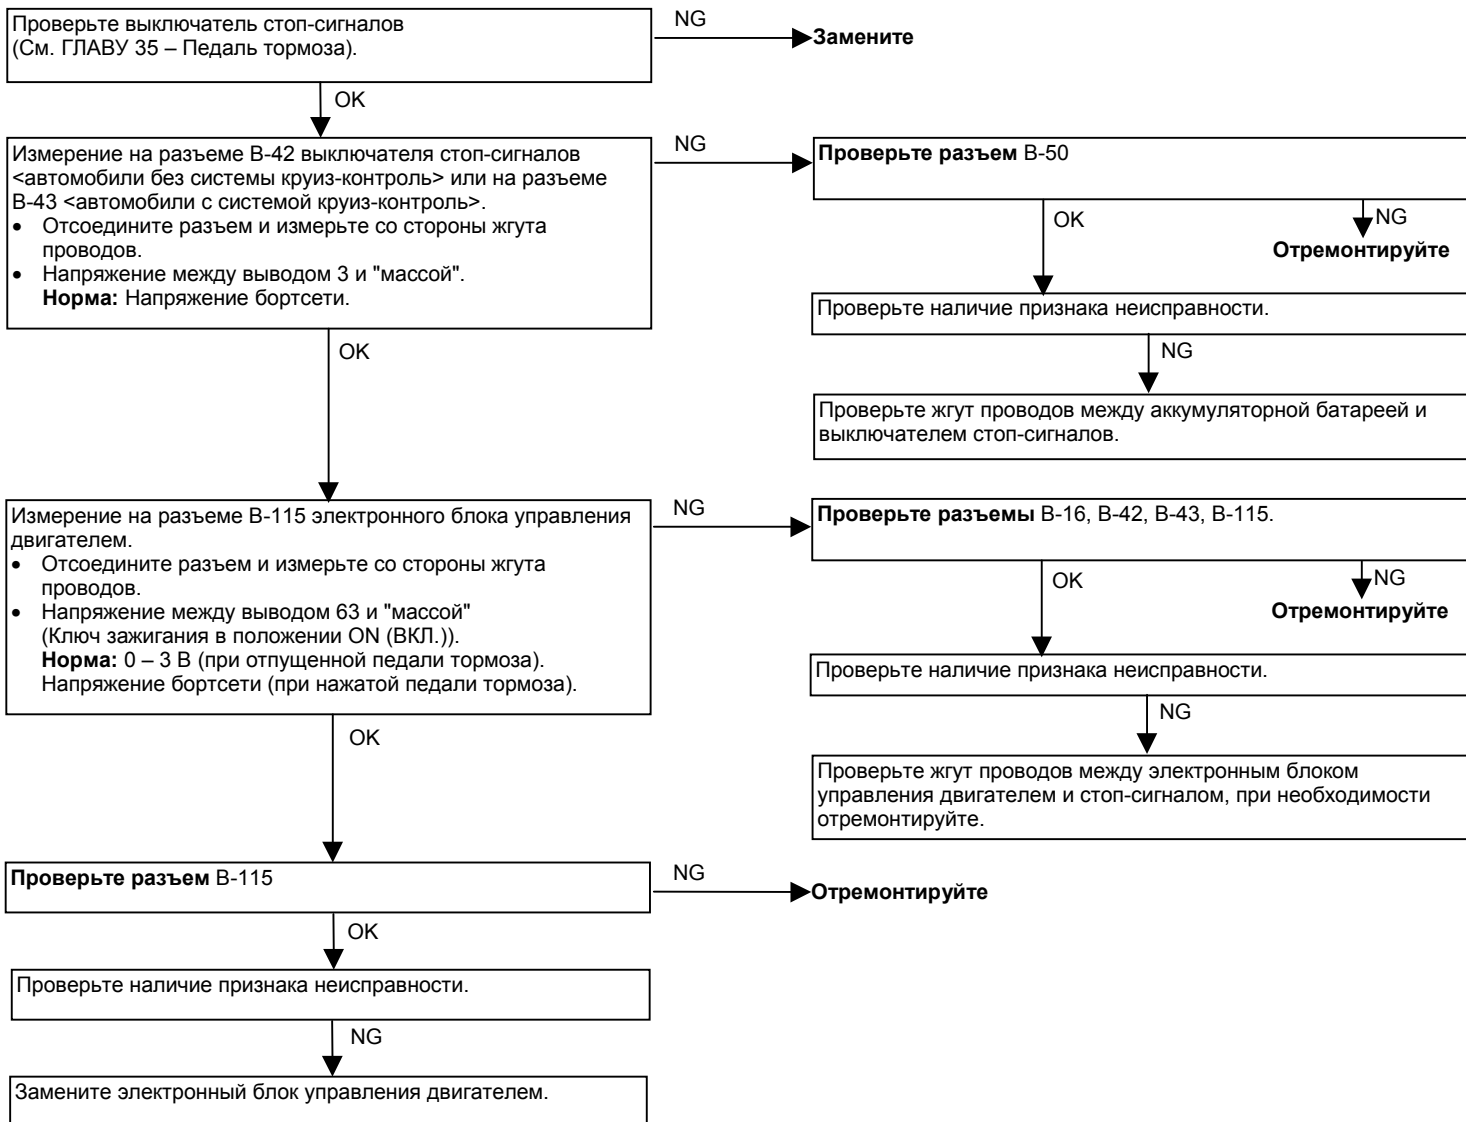 Проверьте выключатель стоп-сигналов
(См. ГЛАВУ 35 – Педаль тормоза).
NG
Замените
OK
Измерение на разъеме B-42 выключателя стоп-сигналов
<автомобили без системы круиз-контроль> или на разъеме
B-43 <автомобили с системой круиз-контроль>.
• Отсоедините разъем и измерьте со стороны жгута
проводов.
• Напряжение между выводом 3 и "массой".
Норма: Напряжение бортсети.
NG
Проверьте разъем B-50
OK
NG
Отремонтируйте
Проверьте наличие признака неисправности.
NG
Проверьте жгут проводов между аккумуляторной батареей и
выключателем стоп-сигналов.
OK
Измерение на разъеме B-115 электронного блока управления
двигателем.
• Отсоедините разъем и измерьте со стороны жгута
проводов.
• Напряжение между выводом 63 и "массой"
(Ключ зажигания в положении ON (ВКЛ.)).
Норма: 0 – 3 В (при отпущенной педали тормоза).
Напряжение бортсети (при нажатой педали тормоза).
NG
Проверьте разъемы B-16, B-42, B-43, B-115.
OK
NG
Отремонтируйте
Проверьте наличие признака неисправности.
NG
Проверьте жгут проводов между электронным блоком
управления двигателем и стоп-сигналом, при необходимости
отремонтируйте.
OK
Проверьте разъем B-115
NG
Отремонтируйте
OK
Проверьте наличие признака неисправности.
NG
Замените электронный блок управления двигателем.